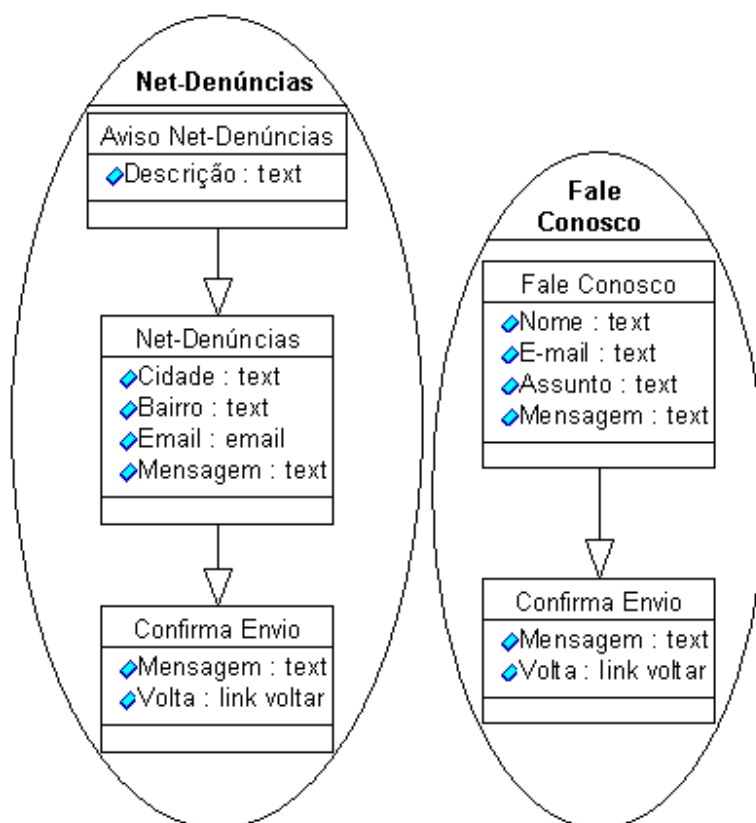 Net-Denúncias
Aviso Net-Denúncias
Descrição : text
Net-Denúncias
Cidade : text
Bairro : text
Email : email
Mensagem : text
Confirma Envio
Mensagem : text
Volta : link voltar
Fale
Conosco
Fale Conosco
Nome : text
E-mail : text
Assunto : text
Mensagem : text
Confirma Envio
Mensagem : text
Volta : link voltar